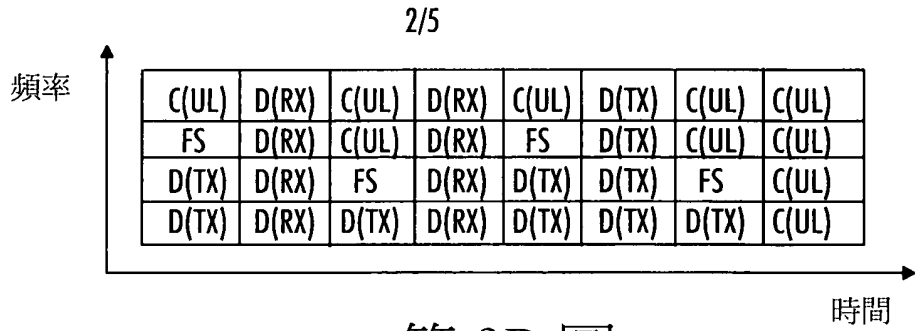 2/5
頻率
C(UL) D(RX) C(UL) D(RX) C(UL) D(TX) C(UL) C(UL)
FS D(RX) C(UL) D(RX) FS D(TX) C(UL) C(UL)
D(TX) D(RX) FS D(RX) D(TX) D(TX) FS C(UL)
D(TX) D(RX) D(TX) D(RX) D(TX) D(TX) D(TX) C(UL)
時間